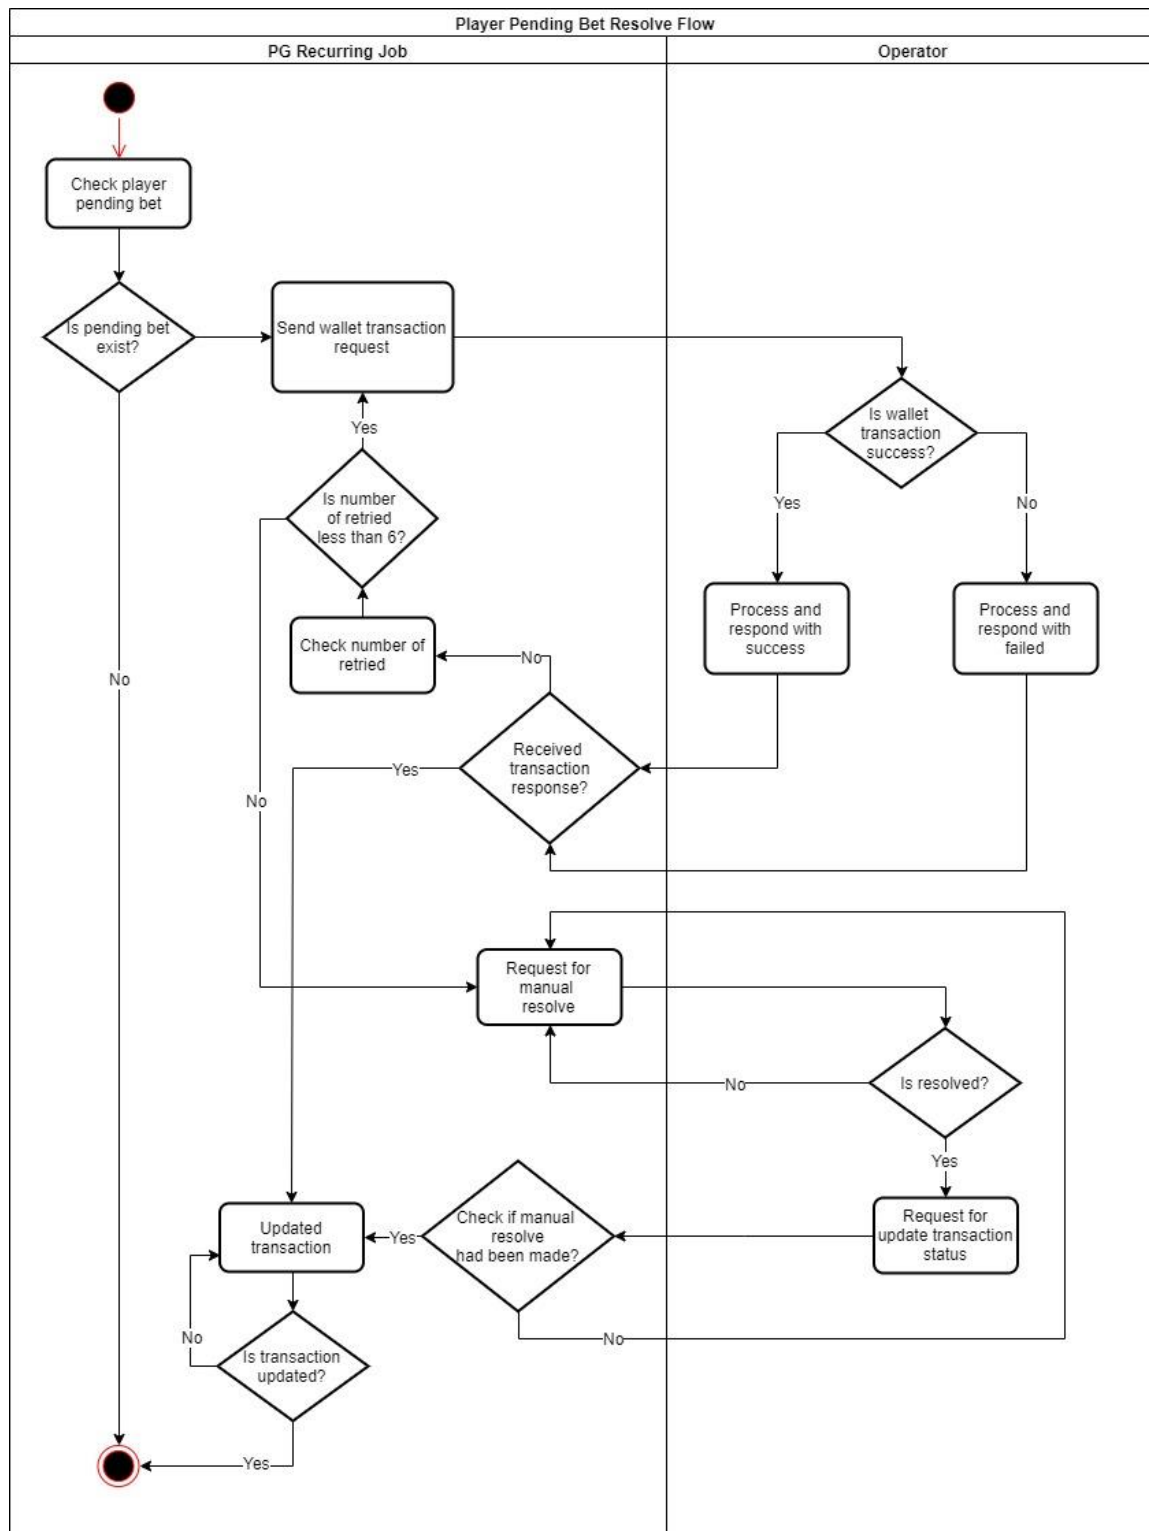 Player Pending Bet Resolve Flow
PG Recurring Job
Operator
Check player
pending bet
Is pending bet
exist?
Send wallet transaction
request
Is wallet
transaction
success?
Yes
Is number
of retried
less than 6?
Yes
No
Process and
respond with
success
Process and
respond with
failed
Check number of
retried
No
No
Received
transaction
response?
Yes
No
Request for
manual
resolve
Is resolved?
No
Yes
Request for
update transaction
status
Check if manual
resolve
had been made?
Yes
Updated
transaction
No
No
Is transaction
updated?
Yes